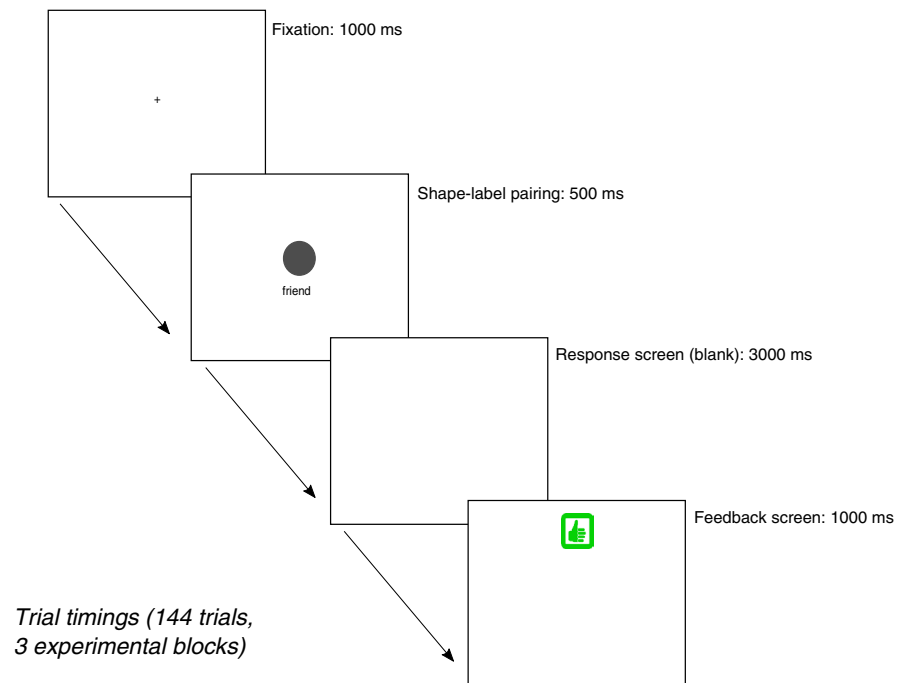 Fixation: 1000 ms
Shape-label pairing: 500 ms
friend
Response screen (blank): 3000 ms
Feedback screen: 1000 ms
Trial timings (144 trials,
3 experimental blocks)